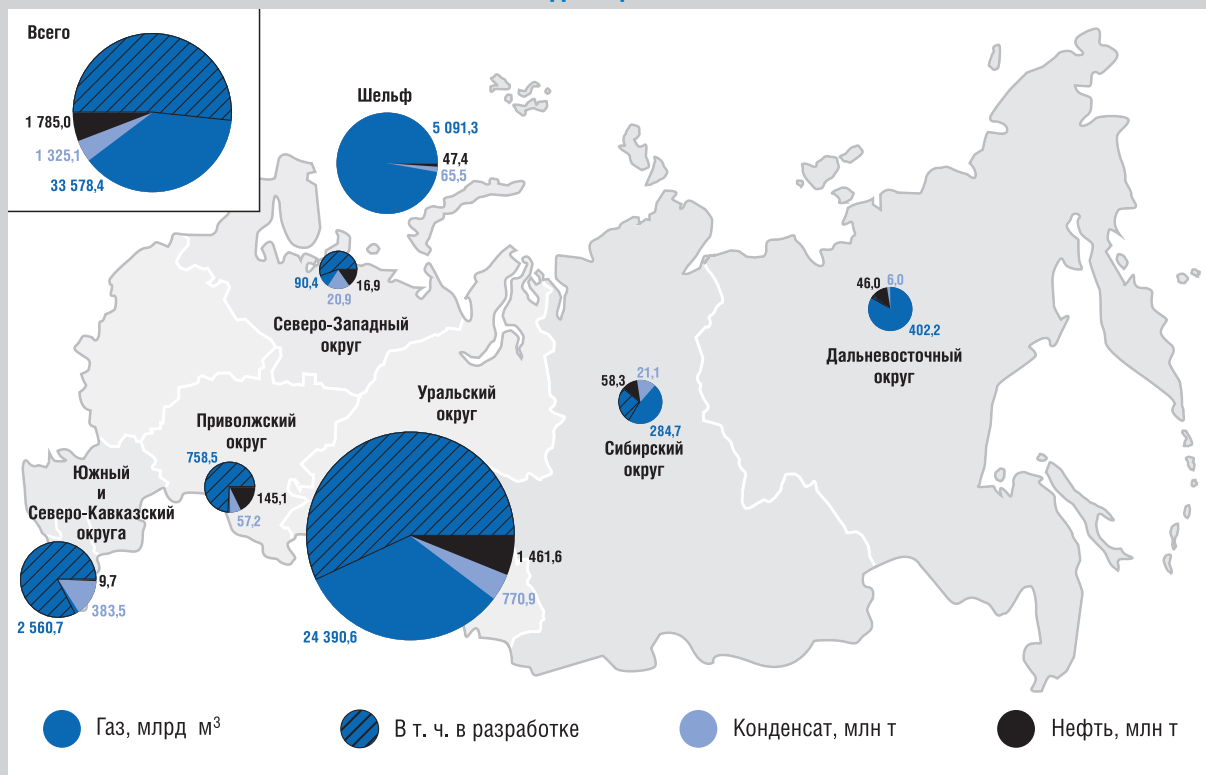 Всего
1 785,0
1 325,1
33 578,4
Шельф
5 091,3
47,4
65,5
90,4
16,9
20,9
Северо-Западный
округ
46,0
6,0
402,2
Дальневосточный
округ
58,3
21,1
284,7
Сибирский
округ
Уральский
округ
1 461,6
770,9
24 390,6
Приволжский
округ
758,5
145,1
57,2
Южный
и
Северо-Кавказский
округа
9,7
383,5
2 560,7
Газ, млрд м³
В т. ч. в разработке
Конденсат, млн т
Нефть, млн т